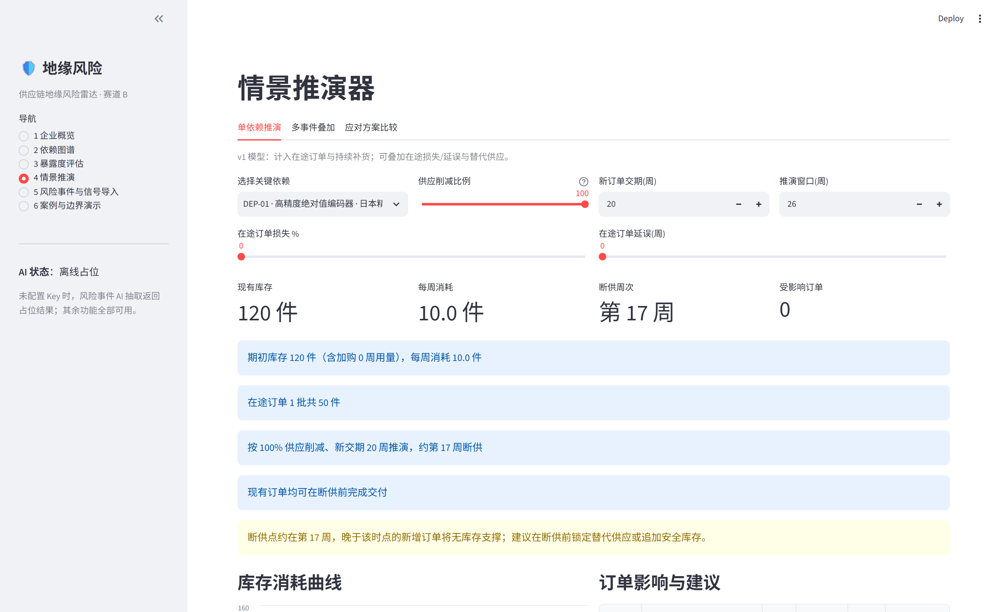 Deploy
地缘风险
供应链地缘风险雷达 · 赛道 B
导航
1 企业概览
2 依赖图谱
3 暴露度评估
4 情景推演
5 风险事件与信号导入
6 案例与边界演示
AI 状态：离线占位
未配置 Key 时，风险事件 AI 抽取返回
占位结果；其余功能全部可用。
情景推演器
单依赖推演 多事件叠加 应对方案比较
v1 模型：计入在途订单与持续补货；可叠加在途损失/延误与替代供应。
选择关键依赖 供应削减比例 新订单交期(周) 推演窗口(周)
100
DEP-01 · 高精度绝对值编码器 · 日本精 20 26
在途订单损失 % 在途订单延误(周)
0 0
现有库存 每周消耗 断供周次 受影响订单
120 件 10.0 件 第 17 周 0
期初库存 120 件（含加购 0 周用量），每周消耗 10.0 件
在途订单 1 批共 50 件
按 100% 供应削减、新交期 20 周推演，约第 17 周断供
现有订单均可在断供前完成交付
断供点约在第 17 周，晚于该时点的新增订单将无库存支撑；建议在断供前锁定替代供应或追加安全库存。
库存消耗曲线 订单影响与建议
160